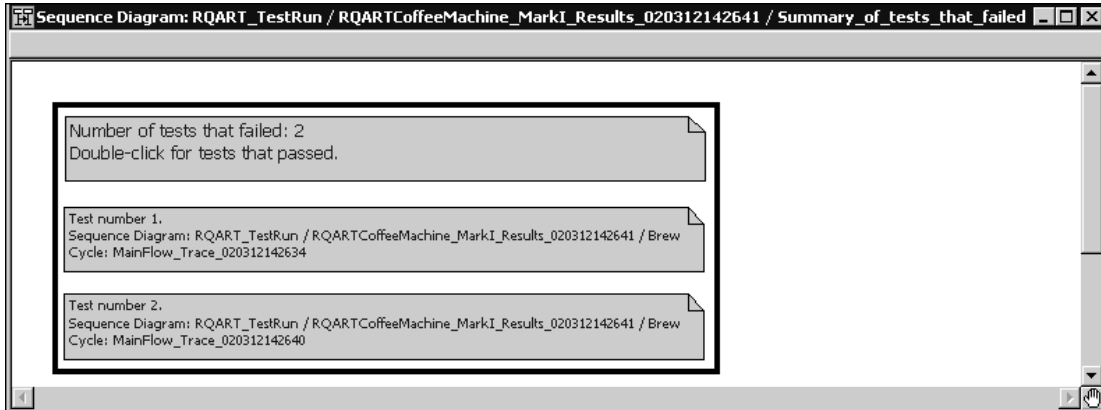 Sequence Diagram: RQART_TestRun / RQARTCoffeeMachine_MarkI_Results_020312142641 / Summary_of_tests_that_failed
Number of tests that failed: 2
Double-click for tests that passed.
Test number 1.
Sequence Diagram: RQART_TestRun / RQARTCoffeeMachine_MarkI_Results_020312142641 / Brew
Cycle: MainFlow_Trace_020312142634
Test number 2.
Sequence Diagram: RQART_TestRun / RQARTCoffeeMachine_MarkI_Results_020312142641 / Brew
Cycle: MainFlow_Trace_020312142640